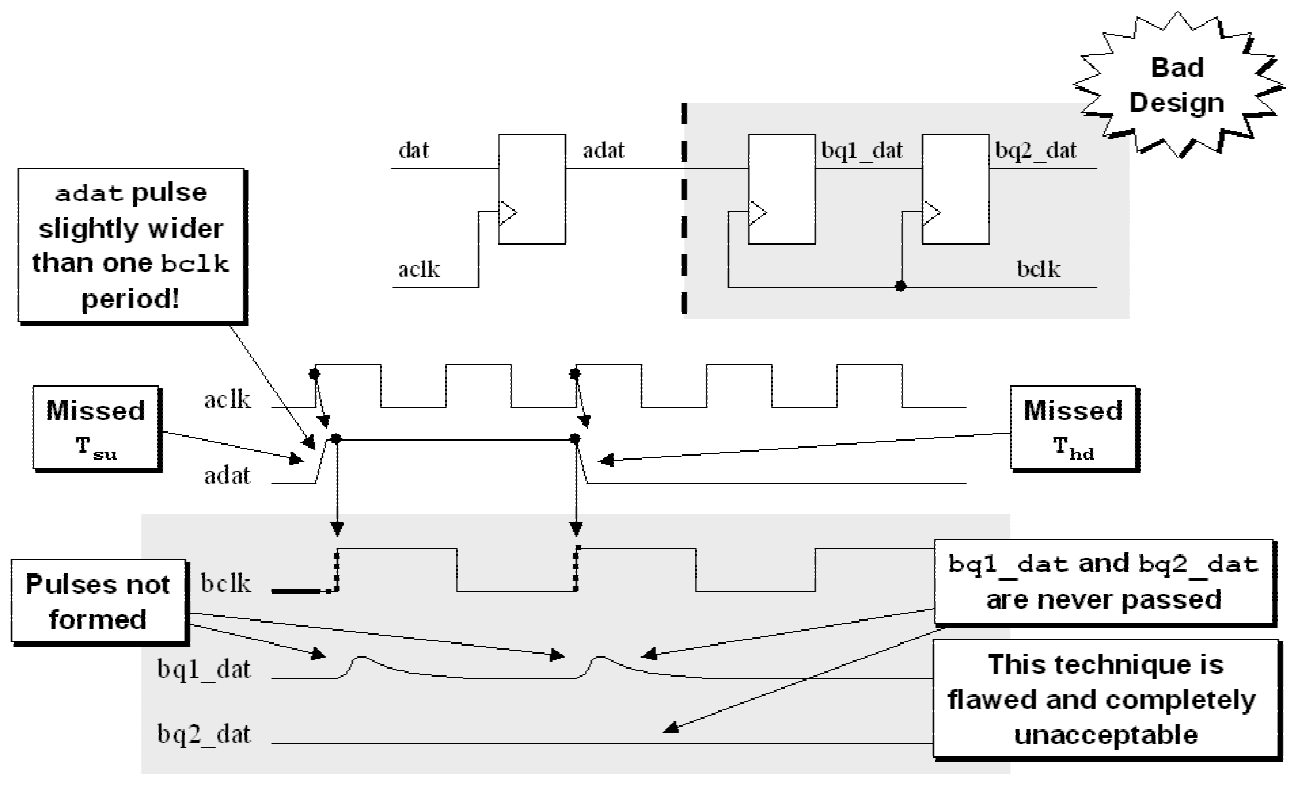 Bad
Design
dat
adat
bq1_dat
bq2_dat
aclk
bclk
adat pulse
slightly wider
than one bclk
period!
Missed
Tsu
aclk
adat
Missed
Thd
Pulses not
formed
bclk
bq1_dat
bq2_dat
bq1_dat and bq2_dat
are never passed
This technique is
flawed and completely
unacceptable